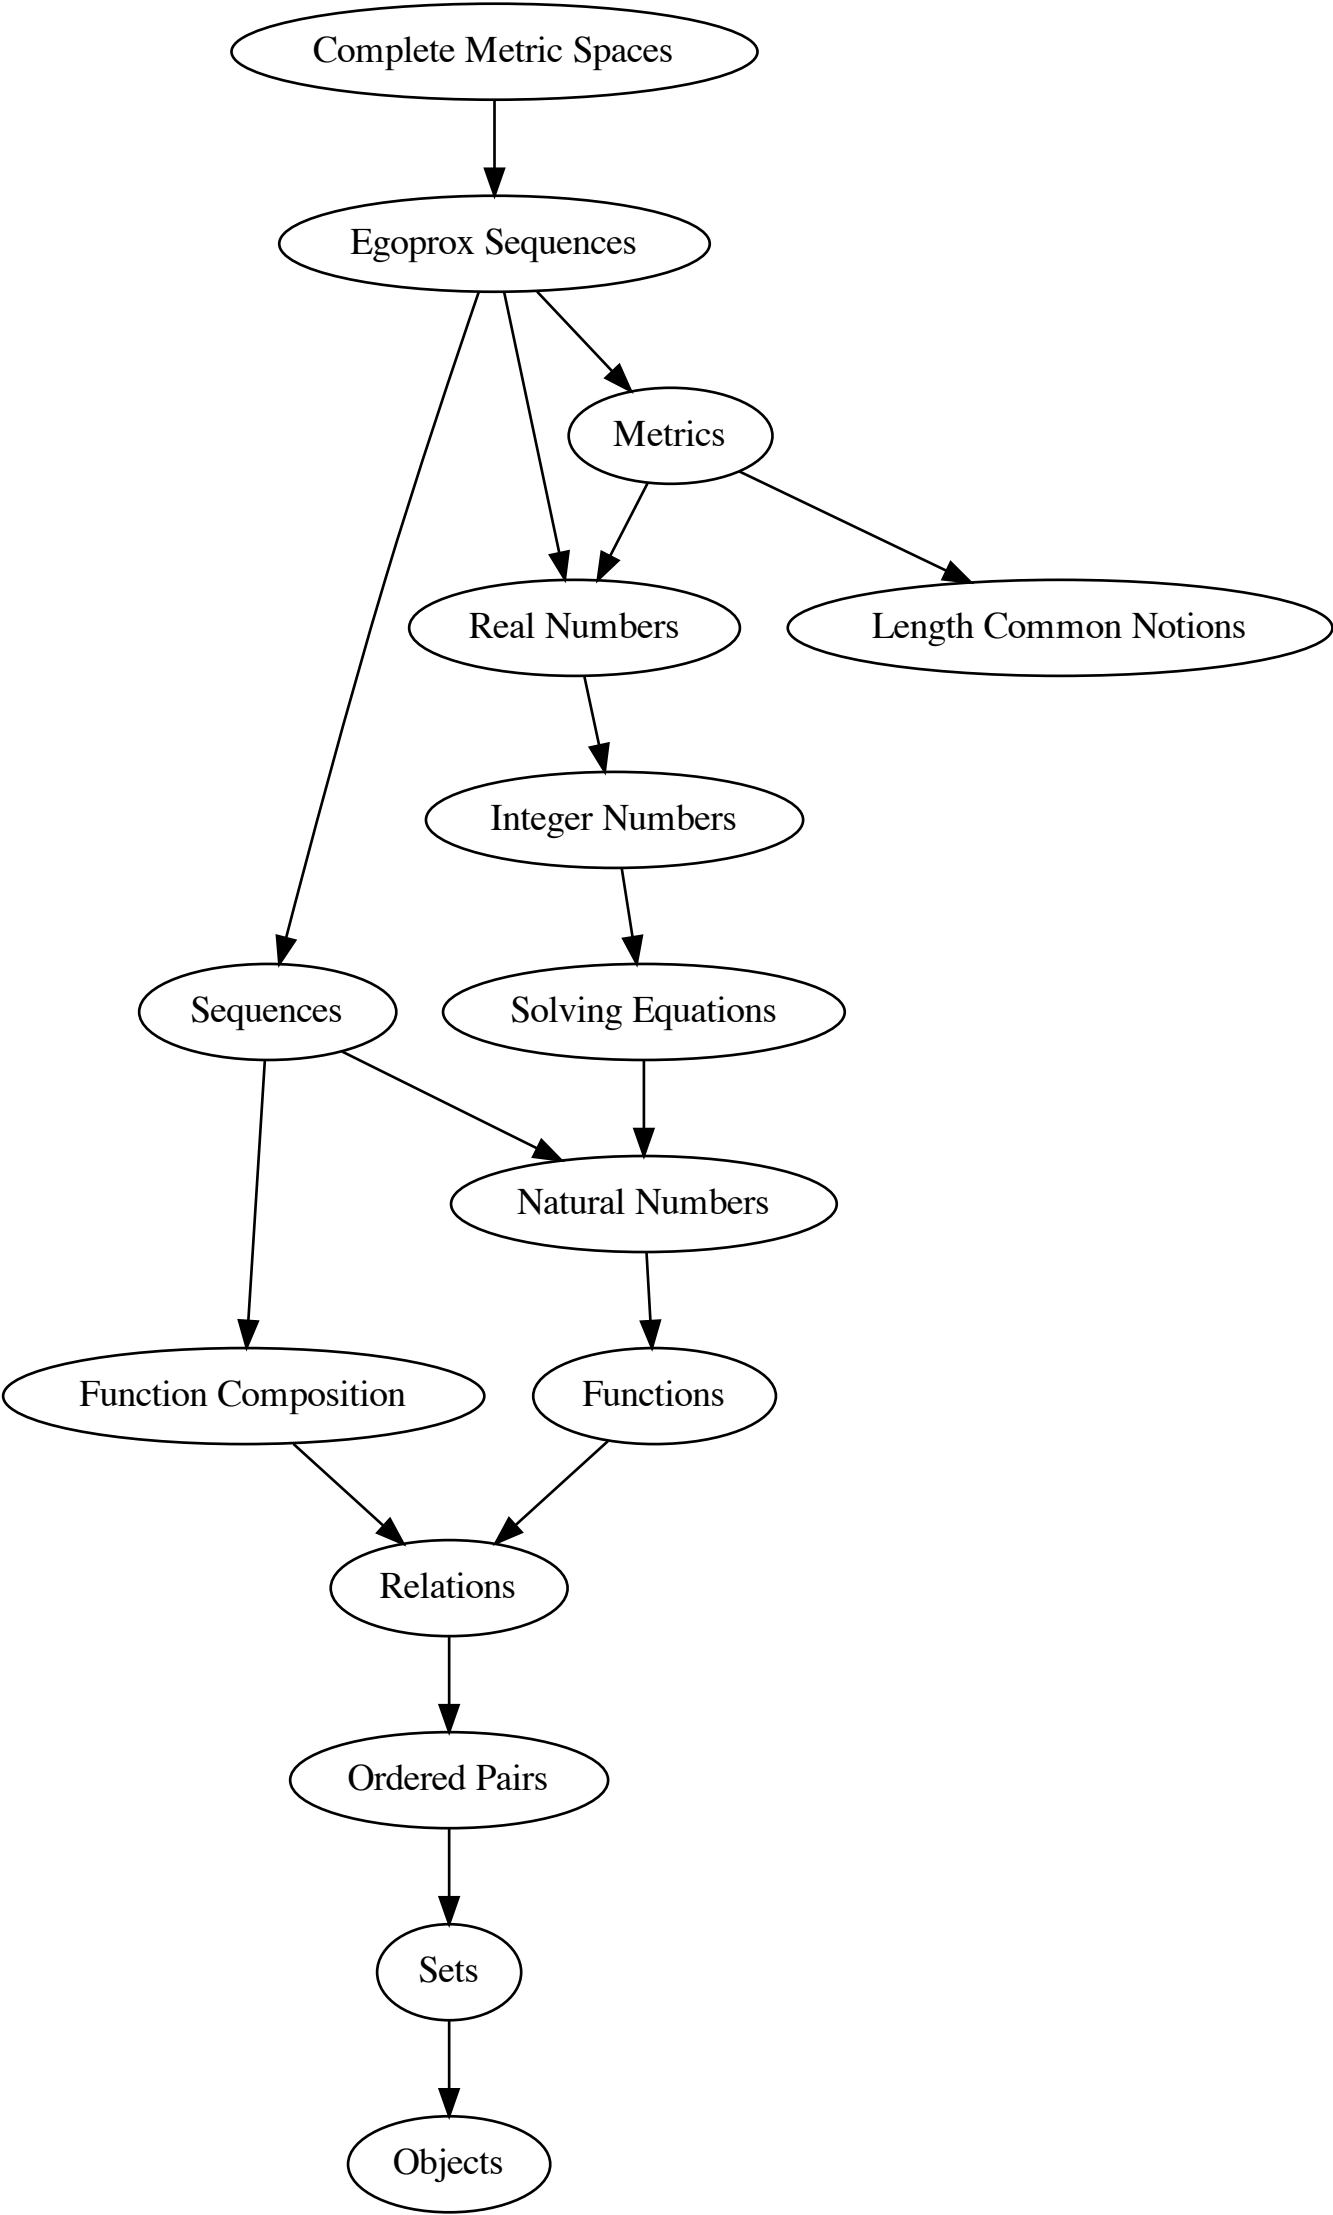 Complete Metric Spaces
Egoprox Sequences
Metrics
Real Numbers
Length Common Notions
Integer Numbers
Sequences
Solving Equations
Natural Numbers
Function Composition
Functions
Relations
Ordered Pairs
Sets
Objects